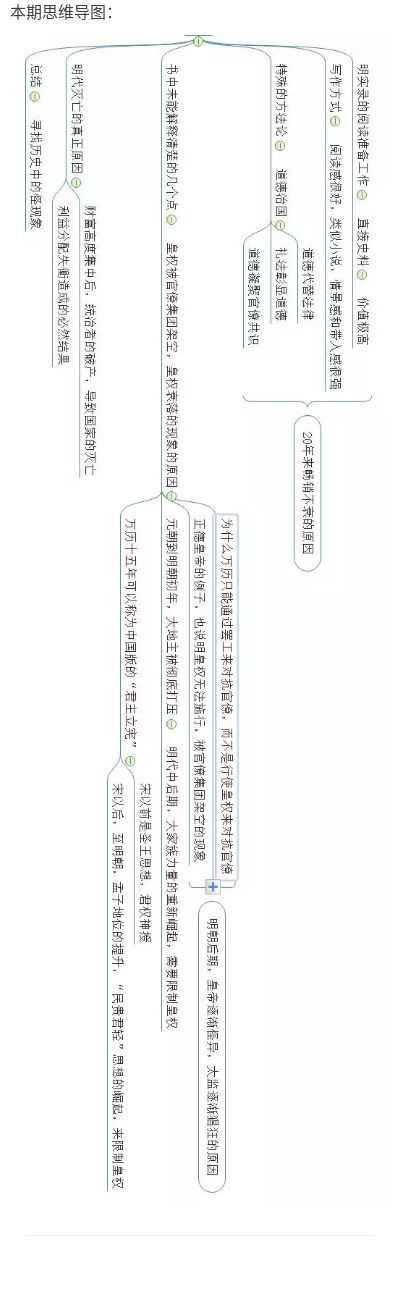 本期思维导图：
明实录的阅读准备工作
直接史料
价值极高
写作方式
阅读感很好，类似小说，情景感和带入感很强
特殊的方法论
道德治国
道德代替法律
礼法彰显道德
道德凝聚官僚共识
20年来畅销不衰的原因
书中未能解释清楚的几个点
皇权被官僚集团架空，皇权衰落的现象的原因
为什么万历只能通过罢工来对抗官僚，而不是行使皇权来对抗官僚
正德皇帝的例子，也说明皇权无法施行，被官僚集团架空的现象
明朝后期，皇帝逐渐怪异，太监逐渐猖狂的原因
元朝到明朝初年，大地主被彻底打压
明代中后期，大家族力量的重新崛起，需要限制皇权
万历十五年可以称为中国版的“君主立宪”
宋以前是圣王思想，君权神授
宋以后，至明朝，孟子地位的提升，“民贵君轻”思想的崛起，来限制皇权
明代灭亡的真正原因
财富高度集中后，统治者的破产，导致国家的灭亡
利益分配失衡造成的必然结果
总结
寻找历史中的怪现象